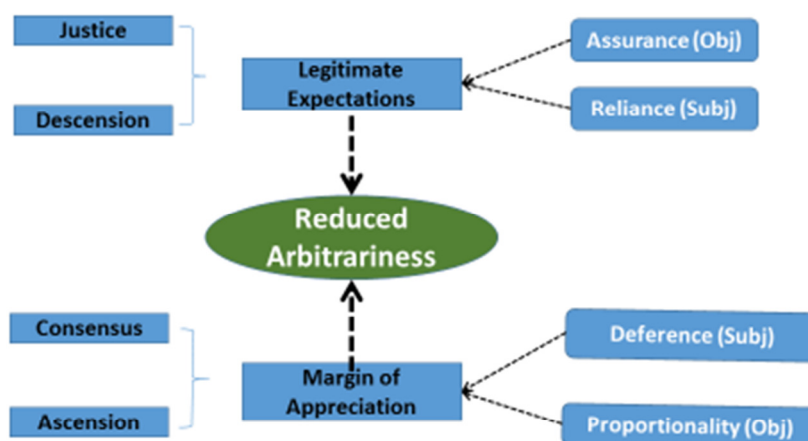 Justice
Descension
Legitimate
Expectations
Assurance (Obj)
Reliance (Subj)
Reduced
Arbitrariness
Consensus
Ascension
Margin of
Appreciation
Deference (Subj)
Proportionality (Obj)